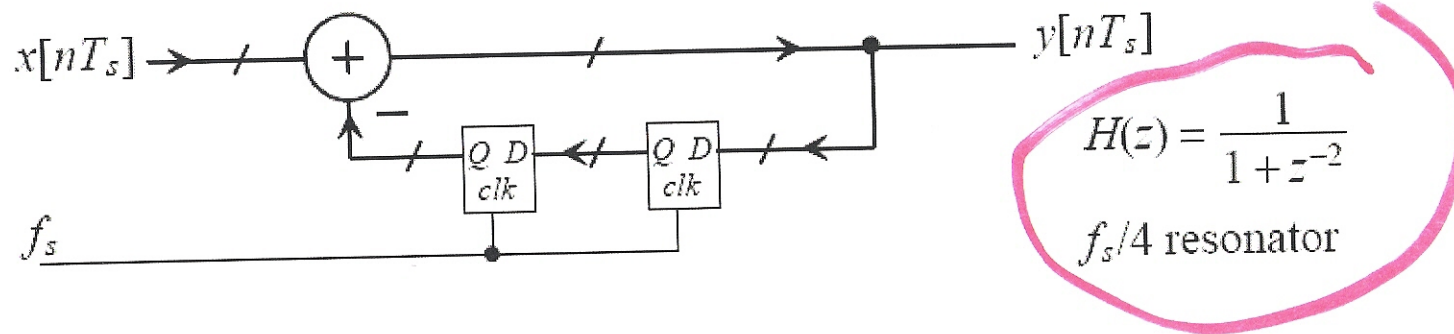 x[nTₛ]
+
y[nTₛ]
−
Q D
clk
Q D
clk
H(z) = 1 / (1 + z⁻²)
fₛ
fₛ/4 resonator